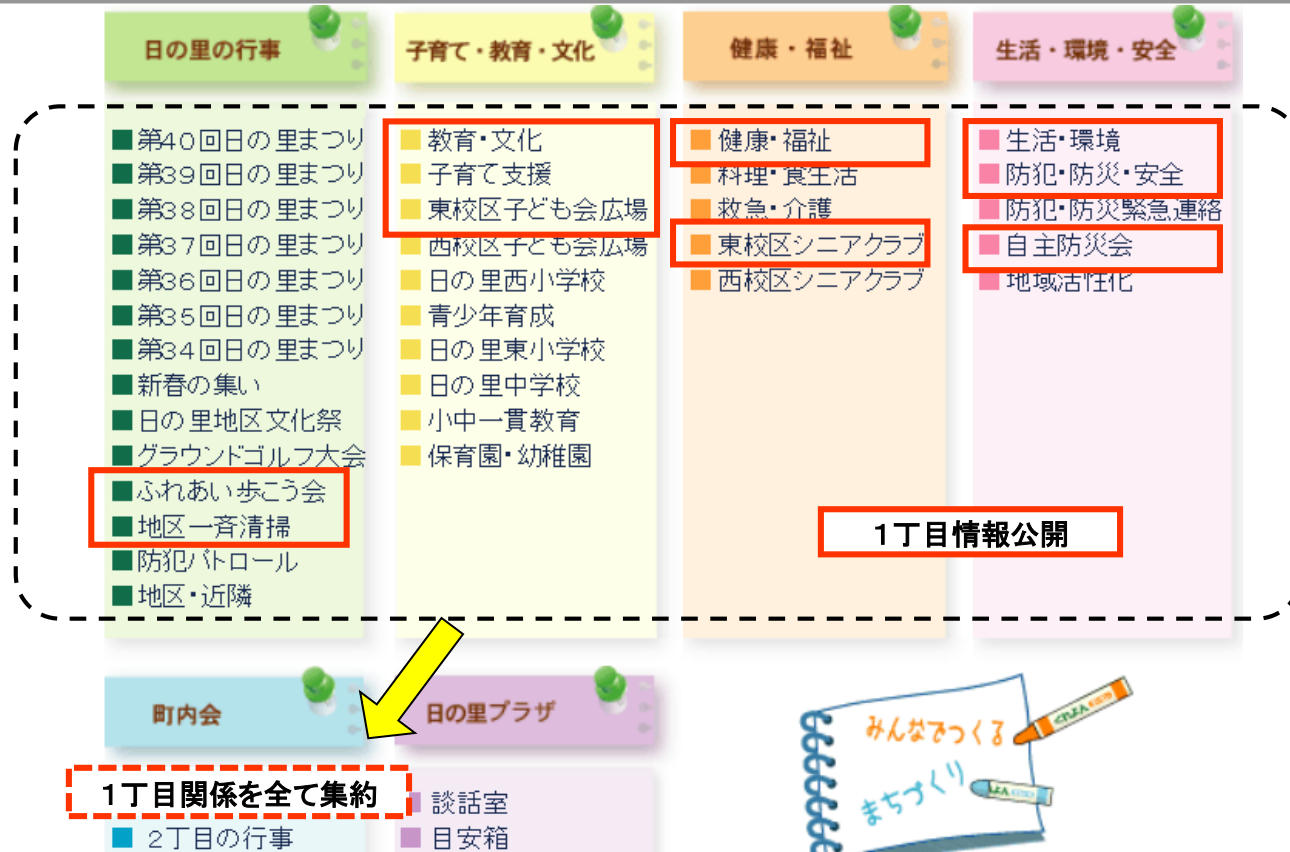 日の里の行事
第40回日の里まつり
第39回日の里まつり
第38回日の里まつり
第37回日の里まつり
第36回日の里まつり
第35回日の里まつり
第34回日の里まつり
新春の集い
日の里地区文化祭
グラウンドゴルフ大会
ふれあい歩こう会
地区一斉清掃
防犯パトロール
地区・近隣
子育て・教育・文化
教育・文化
子育て支援
東校区子ども会広場
西校区子ども会広場
日の里西小学校
青少年育成
日の里東小学校
日の里中学校
小中一貫教育
保育園・幼稚園
健康・福祉
健康・福祉
料理・食生活
救急・介護
東校区シニアクラブ
西校区シニアクラブ
生活・環境・安全
生活・環境
防犯・防災・安全
防犯・防災緊急連絡
自主防災会
地域活性化
1丁目情報公開
町内会
1丁目関係を全て集約
2丁目の行事
日の里プラザ
談話室
目安箱
みんなでつくる
まちづくり